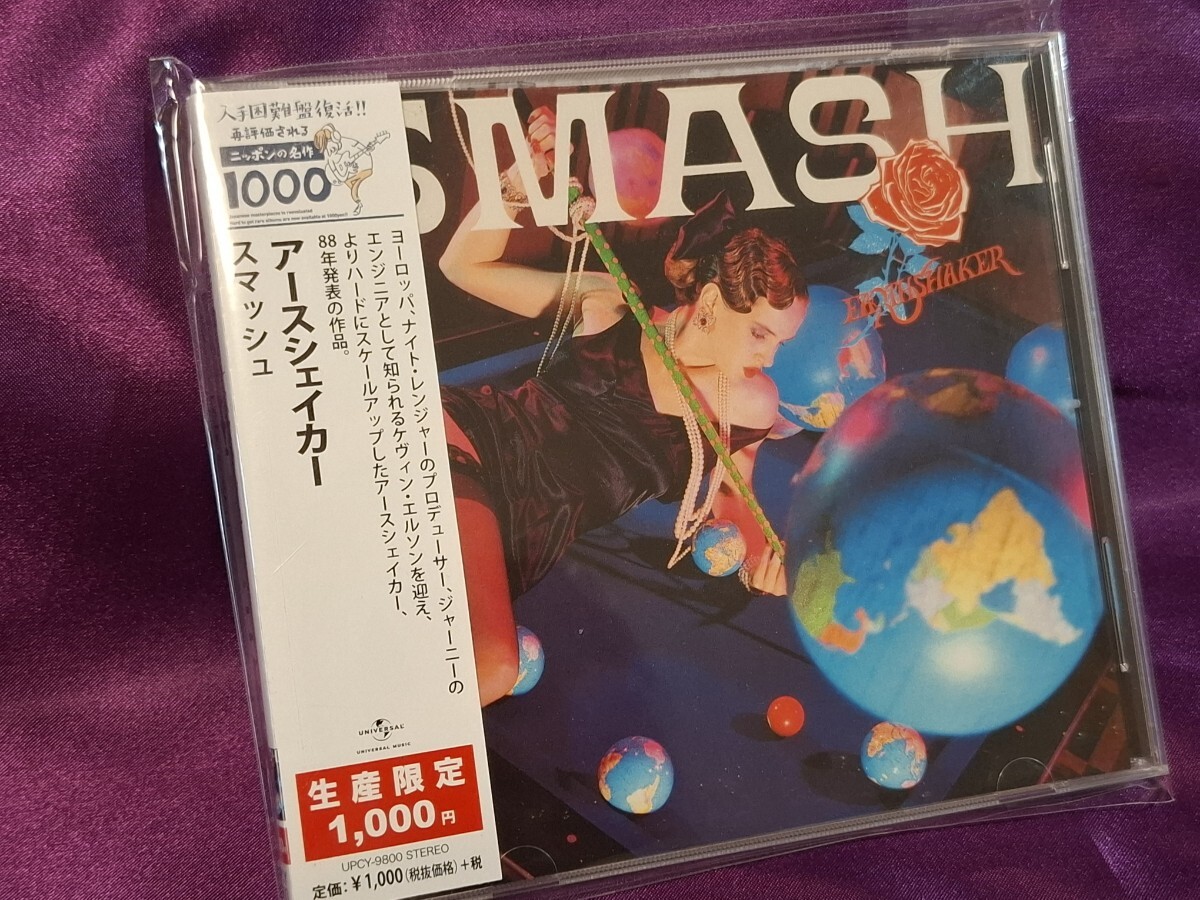 入手困難盤復活!!
再評価される
ニッポンの名作
1000
アースシェイカー
スマッシュ
ヨーロッパ、ナイト・レンジャーのプロデューサー、ジャーニーの
エンジニアとして知られるケヴィン・エルソンを迎え、
よりハードにスケールアップしたアースシェイカー、
88年発表の作品。
UNIVERSAL
UNIVERSAL MUSIC
生産限定
1,000円
UPCY-9800 STEREO
定価:¥1,000(税抜価格)+税
SMASH
EARTHSHAKER